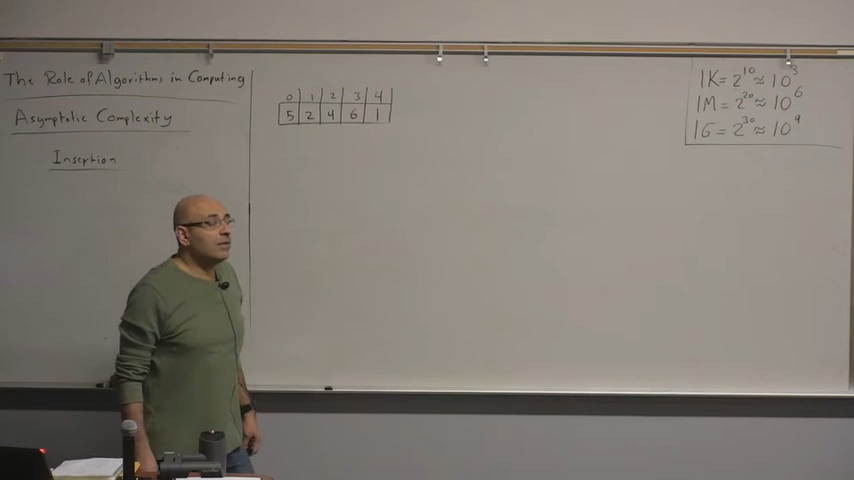 The Role of Algorithms in Computing
Asymptotic Complexity
Insertion
0 1 2 3 4
5 2 4 6 1
1K = 2^10 ≈ 10^3
1M = 2^20 ≈ 10^6
1G = 2^30 ≈ 10^9